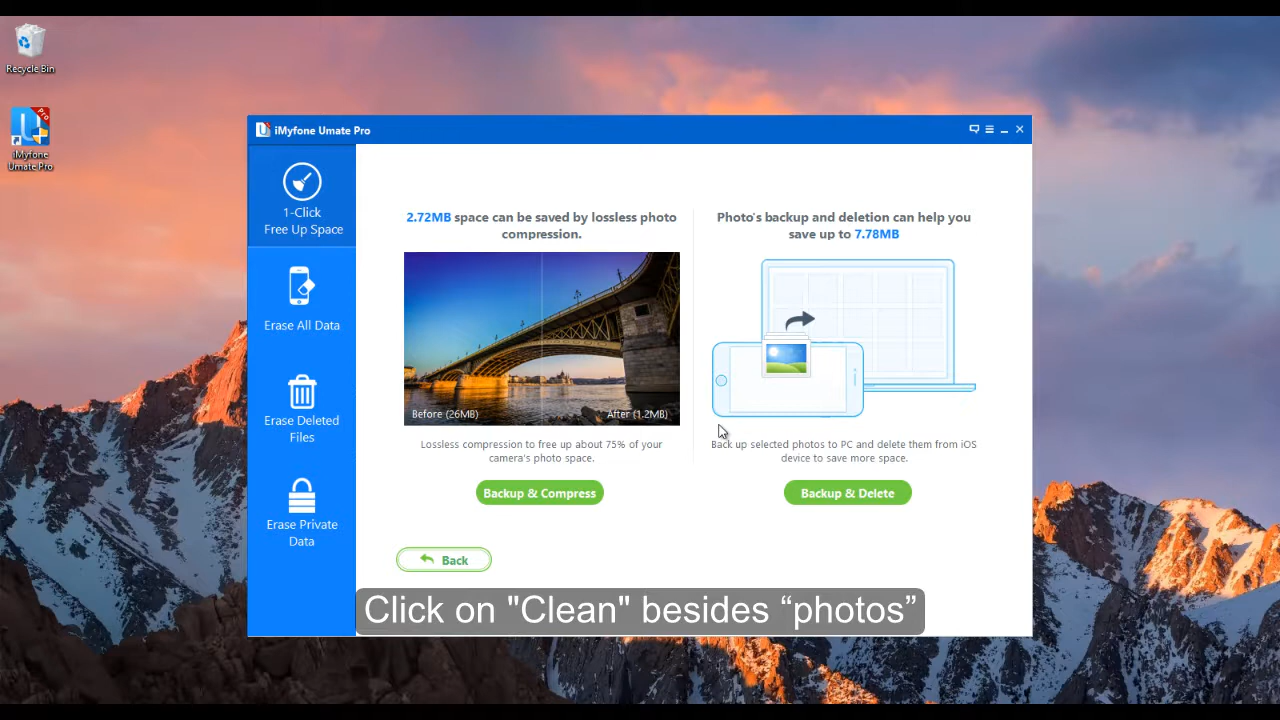 Recycle Bin
iMyfone
Umate Pro
iMyfone Umate Pro
1-Click
Free Up Space
Erase All Data
Erase Deleted
Files
Erase Private
Data
2.72MB space can be saved by lossless photo
compression.
Before (26MB)
After (1.2MB)
Lossless compression to free up about 75% of your
camera's photo space.
Backup & Compress
Photo's backup and deletion can help you
save up to 7.78MB
Back up selected photos to PC and delete them from iOS
device to save more space.
Backup & Delete
Back
Click on "Clean" besides “photos”